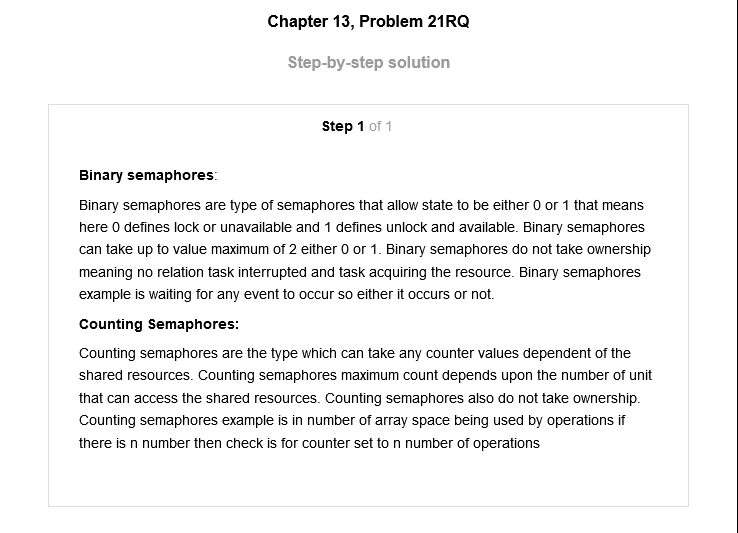 Chapter 13, Problem 21RQ
Step-by-step solution
Step 1 of 1
Binary semaphores:
Binary semaphores are type of semaphores that allow state to be either 0 or 1 that means
here 0 defines lock or unavailable and 1 defines unlock and available. Binary semaphores
can take up to value maximum of 2 either 0 or 1. Binary semaphores do not take ownership
meaning no relation task interrupted and task acquiring the resource. Binary semaphores
example is waiting for any event to occur so either it occurs or not.
Counting Semaphores:
Counting semaphores are the type which can take any counter values dependent of the
shared resources. Counting semaphores maximum count depends upon the number of unit
that can access the shared resources. Counting semaphores also do not take ownership.
Counting semaphores example is in number of array space being used by operations if
there is n number then check is for counter set to n number of operations